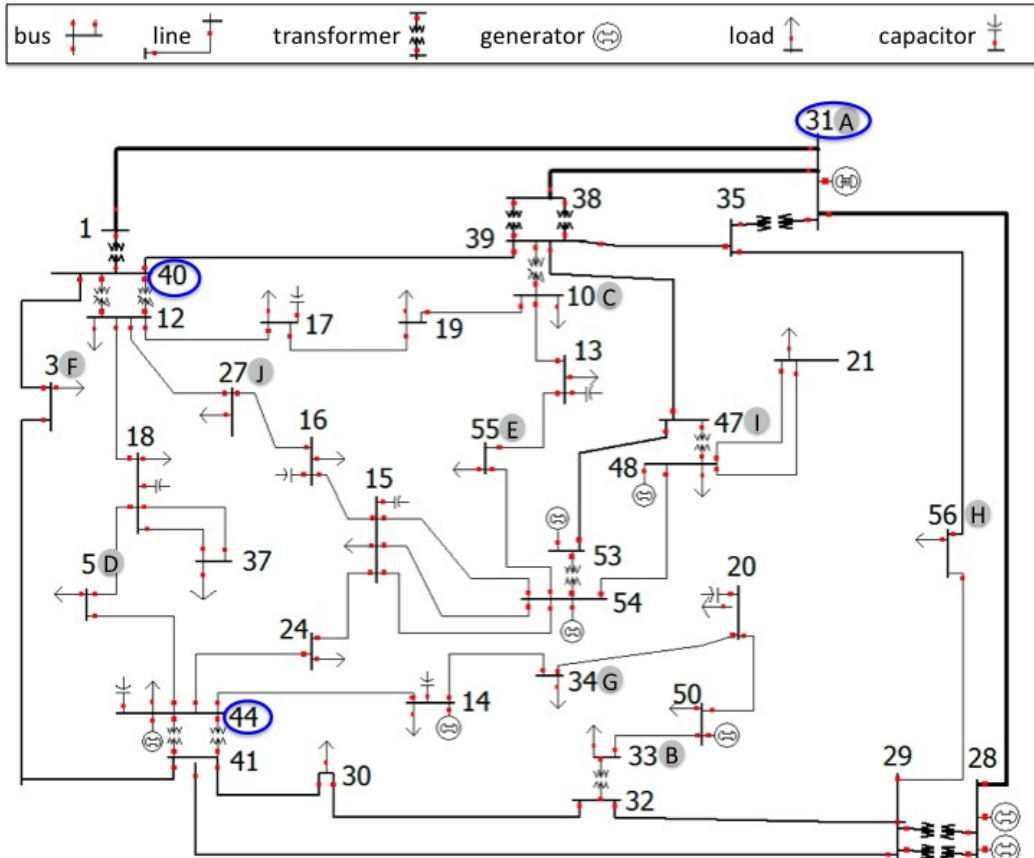 bus line transformer generator load capacitor
31 A
38 35
1 39
40
10 C
12 17 19
13 21
3 F 27 J
47 I
16 55 E
18 15 48
56 H
53
5 D 37 20
54
24
34 G
14 50
44
33 B
41 30 29 28
32